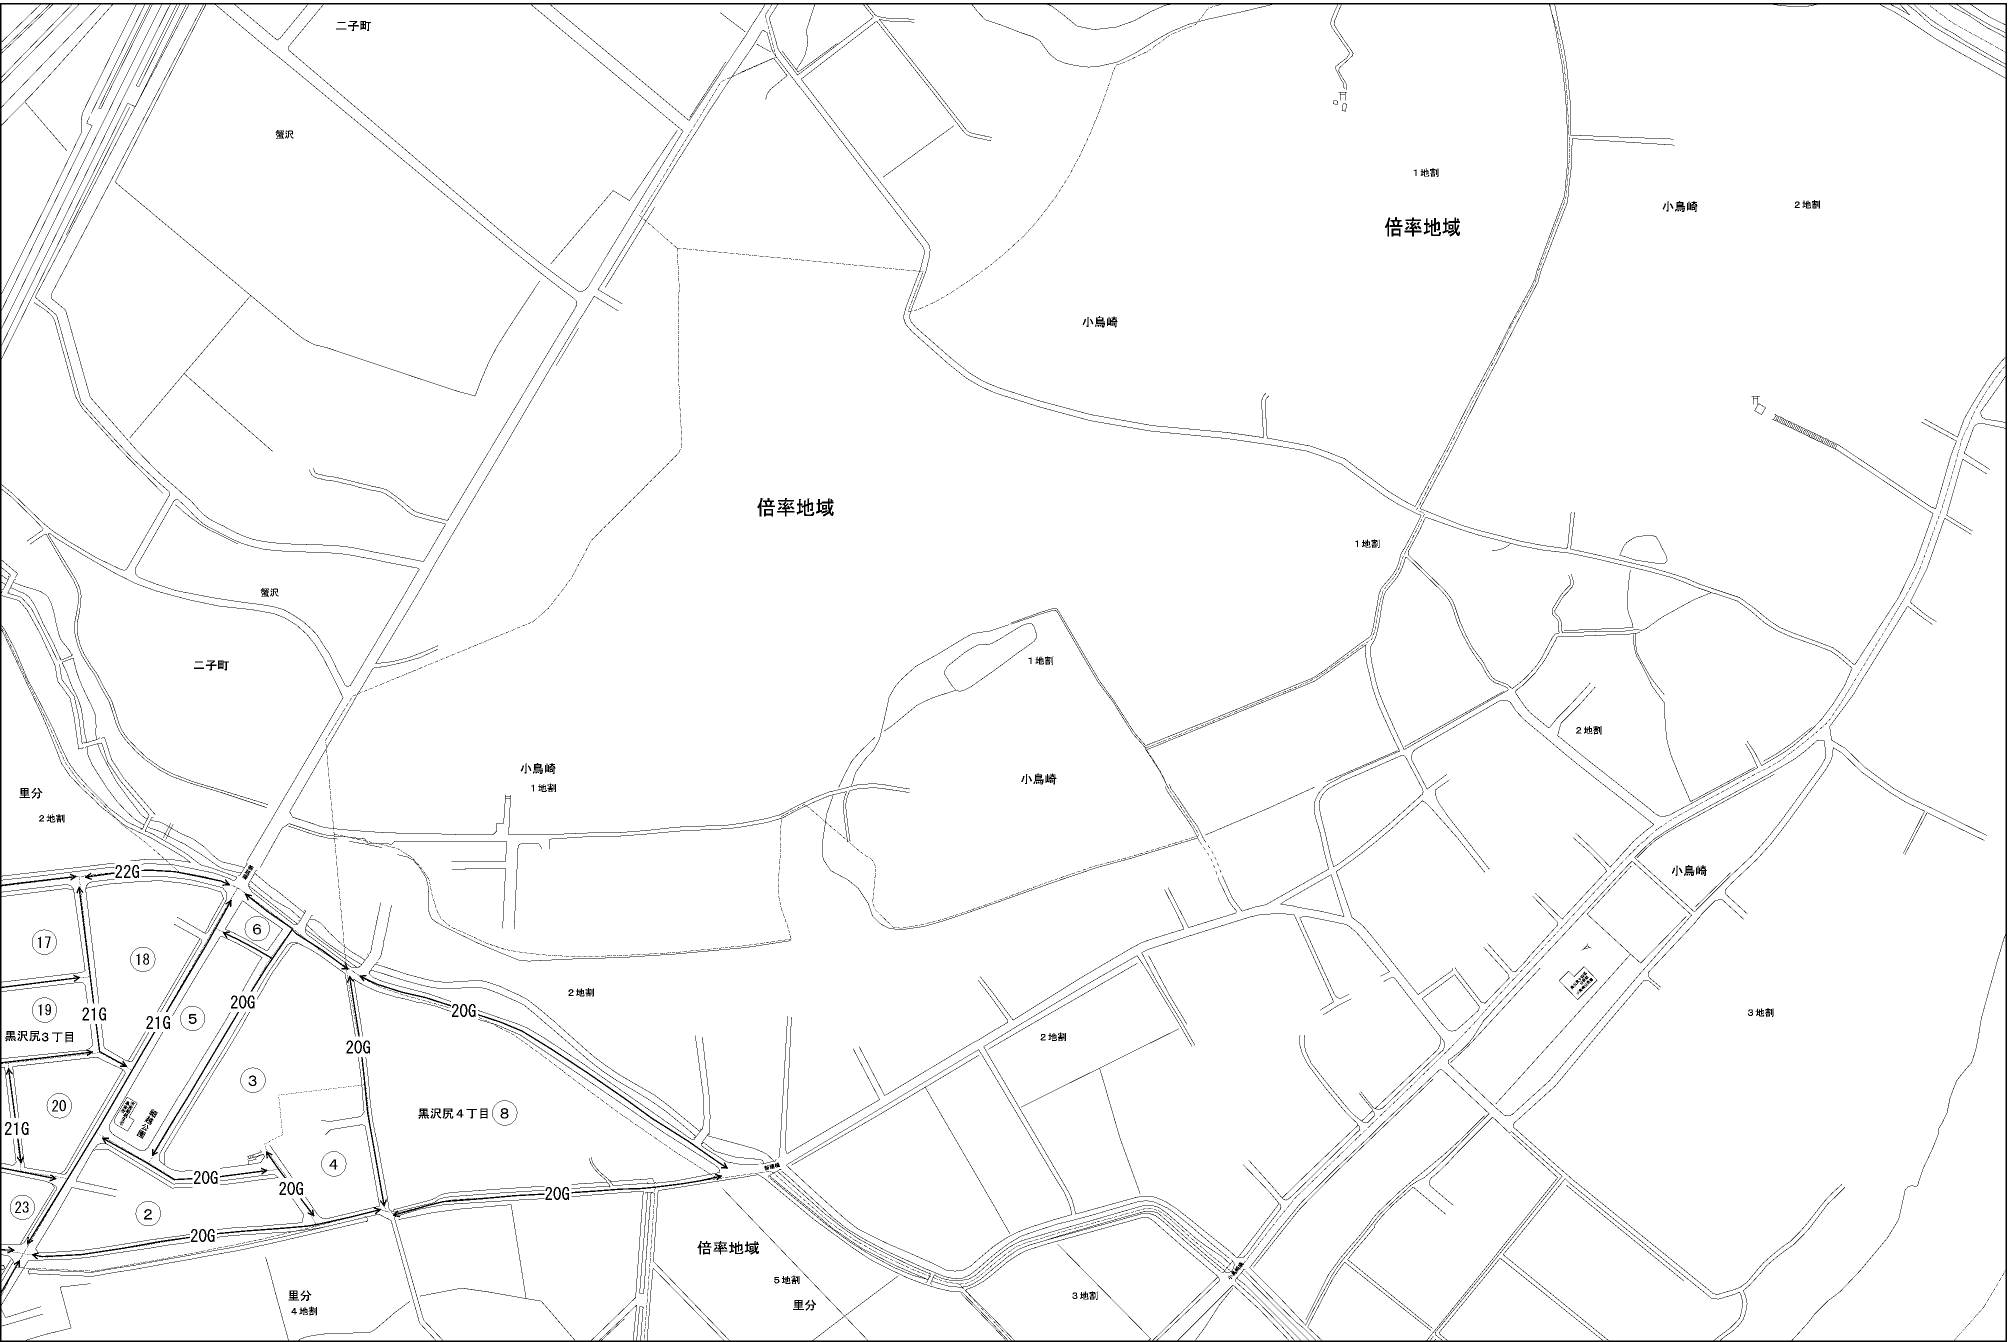 二子町
蟹沢
1地割
小鳥崎
2地割
倍率地域
小鳥崎
倍率地域
1地割
蟹沢
二子町
1地割
2地割
小鳥崎
1地割
小鳥崎
里分
2地割
22G
小鳥崎
⑥
⑰
⑱
2地割
20G
20G
⑲
21G
21G
⑤
3地割
黒沢尻3丁目
20G
2地割
③
⑳
黒沢尻4丁目
⑧
21G
④
20G
20G
20G
㉓
②
20G
倍率地域
5地割
里分
4地割
3地割
里分